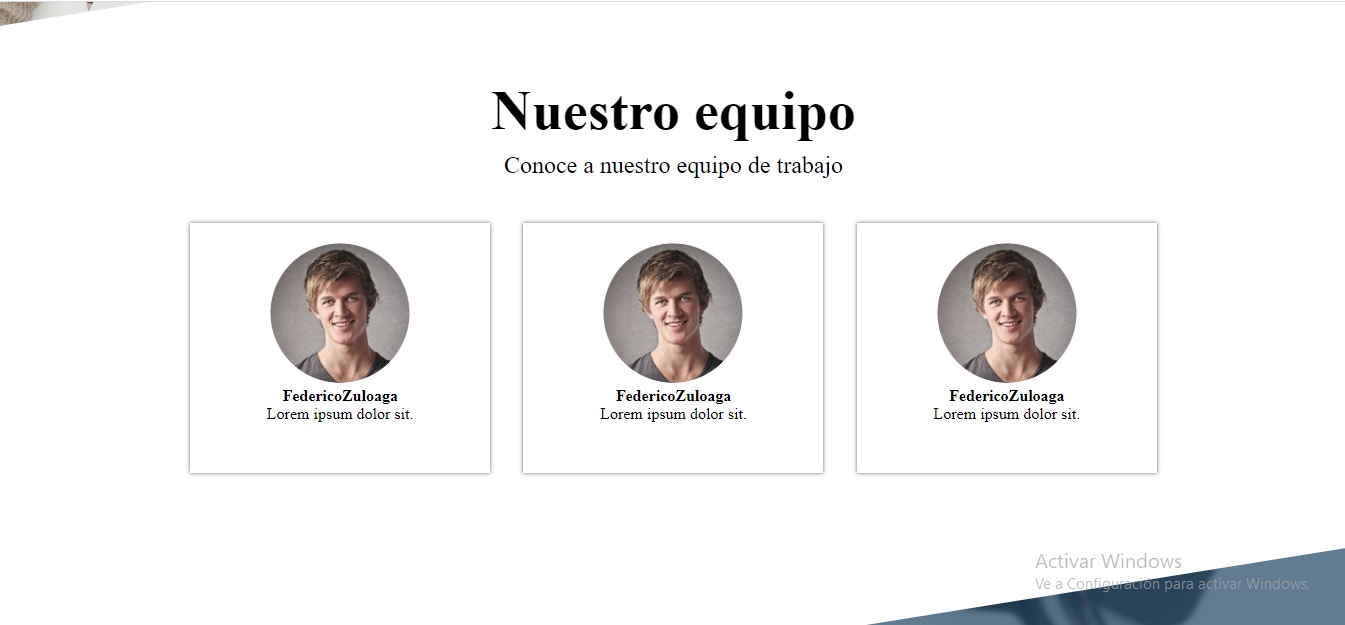 Nuestro equipo
Conoce a nuestro equipo de trabajo
FedericoZuloaga
Lorem ipsum dolor sit.
FedericoZuloaga
Lorem ipsum dolor sit.
FedericoZuloaga
Lorem ipsum dolor sit.
Activar Windows
Ve a Configuración para activar Windows.